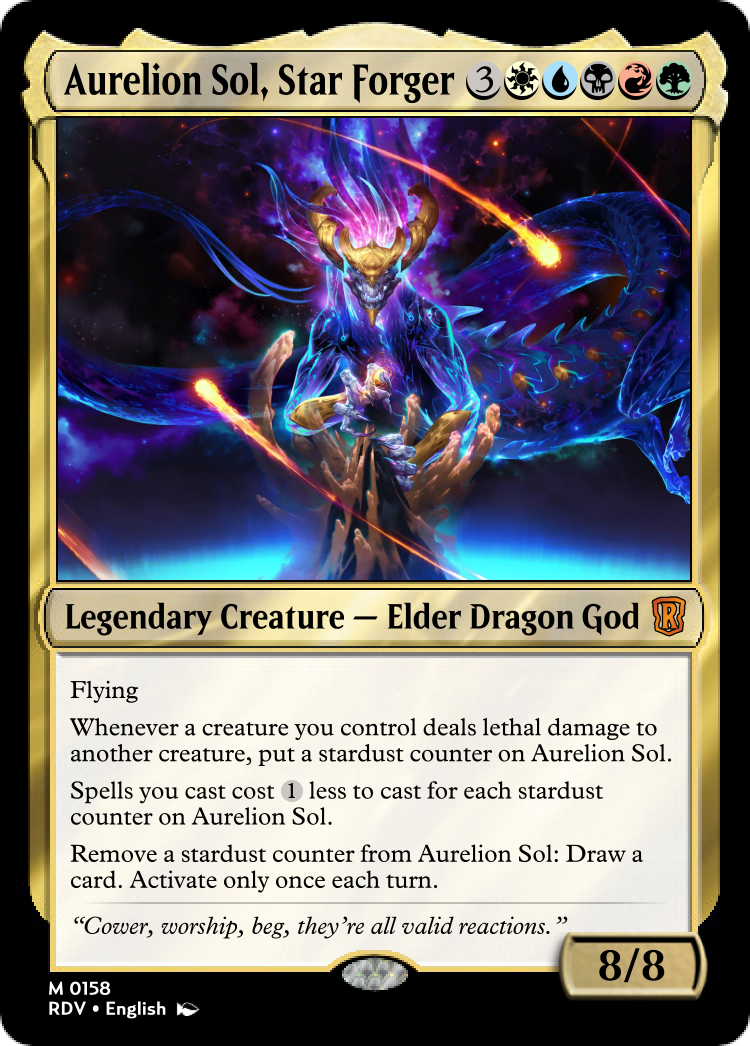 Aurelion Sol, Star Forger 3
Legendary Creature — Elder Dragon God R
Flying
Whenever a creature you control deals lethal damage to
another creature, put a stardust counter on Aurelion Sol.
Spells you cast cost 1 less to cast for each stardust
counter on Aurelion Sol.
Remove a stardust counter from Aurelion Sol: Draw a
card. Activate only once each turn.
“Cower, worship, beg, they’re all valid reactions.”
8/8
M 0158
RDV • English